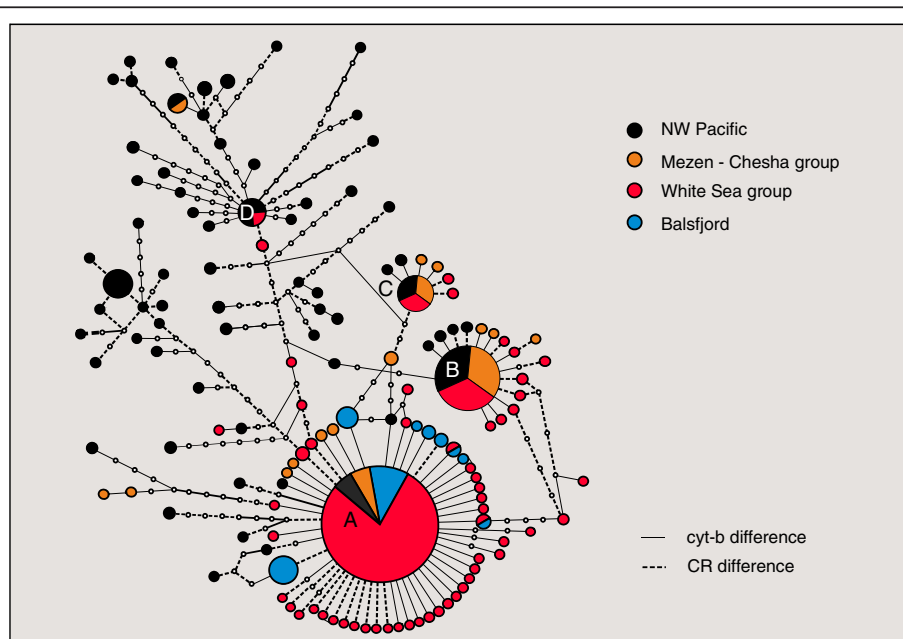 NW Pacific
Mezen - Chesha group
White Sea group
Balsfjord
D
C
B
A
cyt-b difference
CR difference